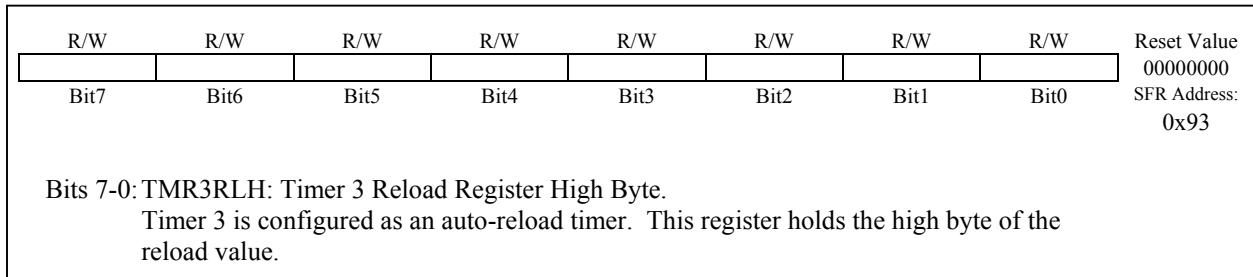 R/W R/W R/W R/W R/W R/W R/W R/W Reset Value
00000000
Bit7 Bit6 Bit5 Bit4 Bit3 Bit2 Bit1 Bit0 SFR Address:
0x93
Bits 7-0: TMR3RLH: Timer 3 Reload Register High Byte.
Timer 3 is configured as an auto-reload timer. This register holds the high byte of the
reload value.